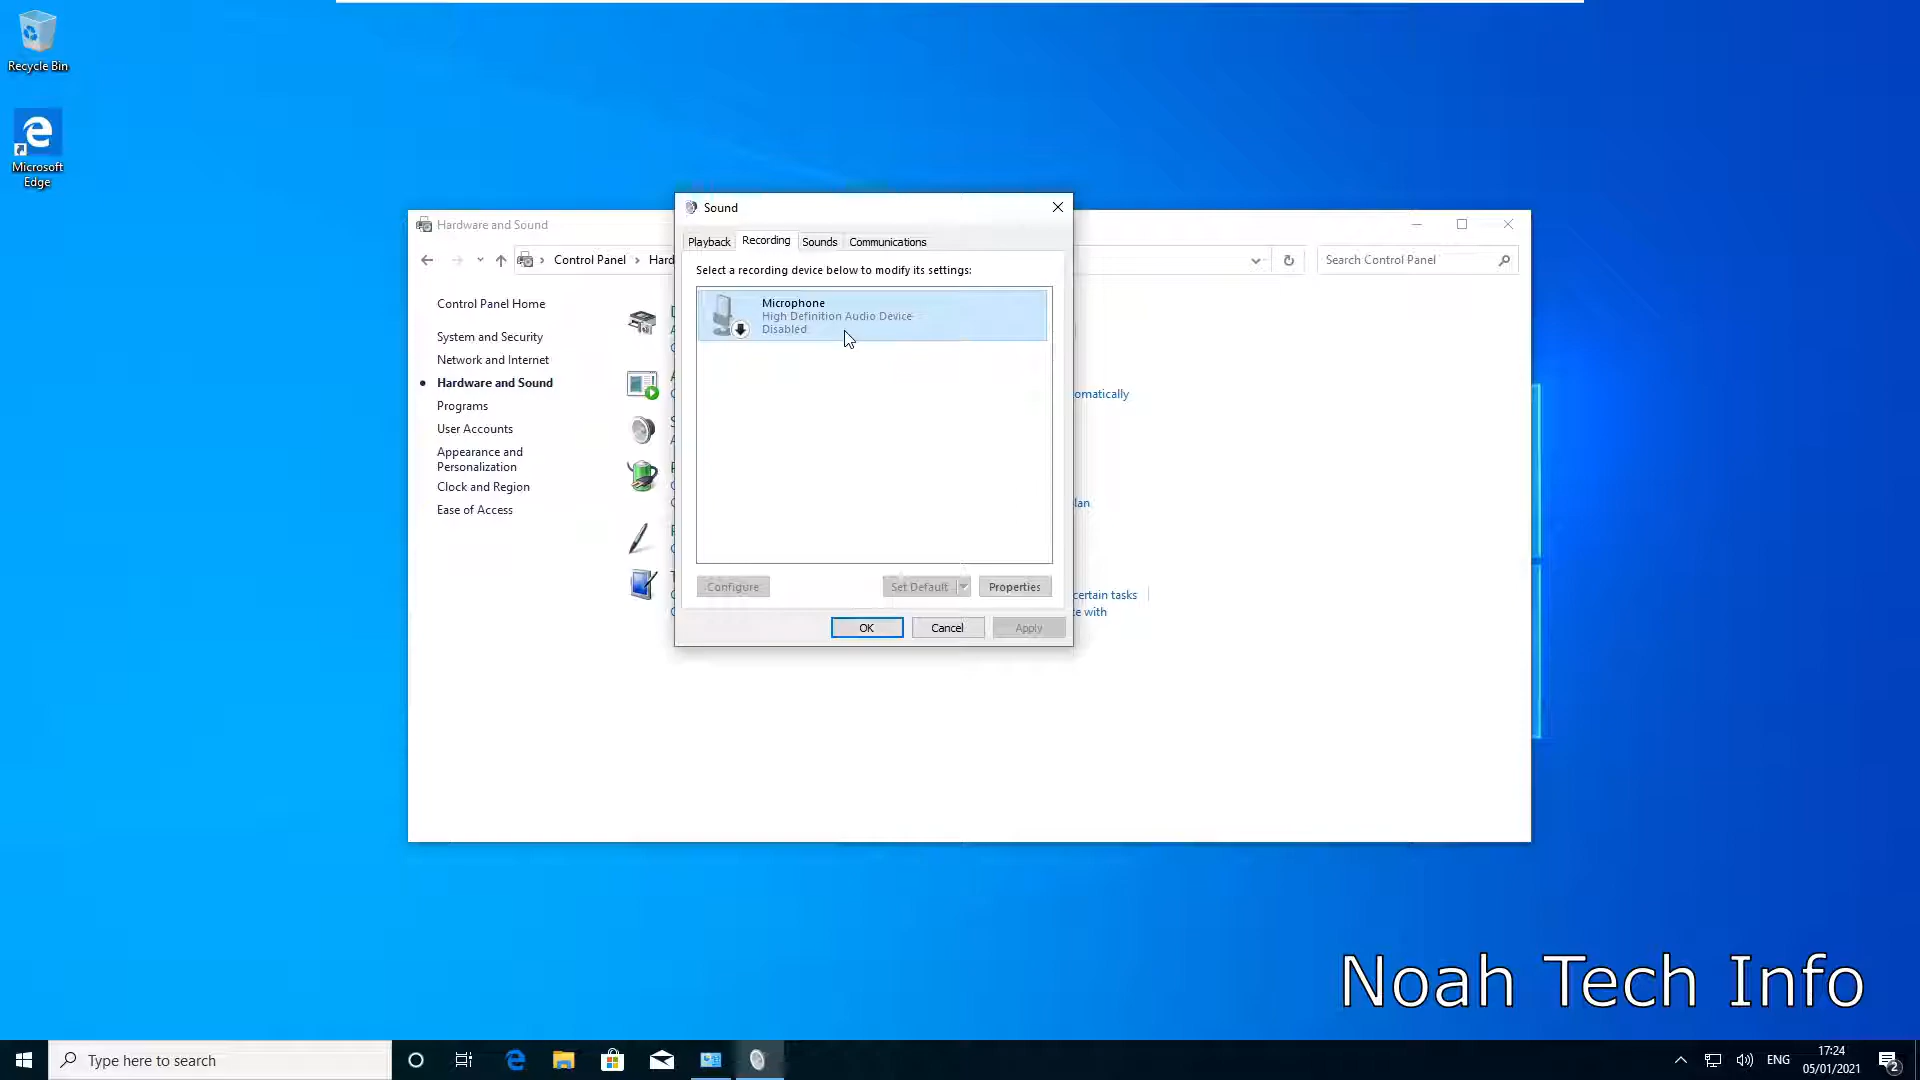 Recycle Bin
Microsoft
Edge
Hardware and Sound
Control Panel
Hard
Search Control Panel
Control Panel Home
System and Security
Network and Internet
Hardware and Sound
Programs
User Accounts
Appearance and
Personalization
Clock and Region
Ease of Access
Sound
Playback
Recording
Sounds
Communications
Select a recording device below to modify its settings:
Microphone
High Definition Audio Device
Disabled
Configure
Set Default
Properties
OK
Cancel
Apply
omatically
lan
certain tasks
e with
Noah Tech Info
Type here to search
ENG
17:24
05/01/2021
2